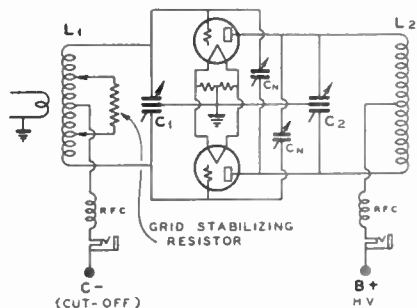 L1
L2
CN
C1
C2
CN
RFC
GRID STABILIZING
RESISTOR
RFC
C-
(CUT-OFF)
B+
HV